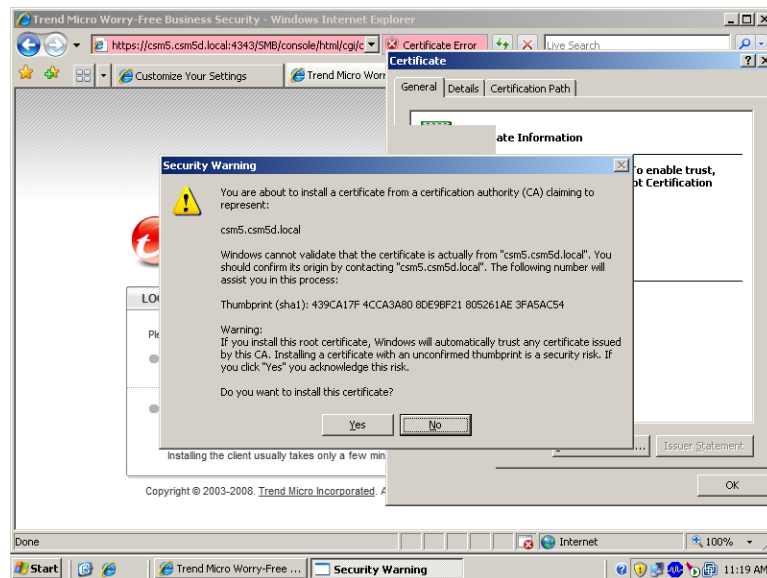 Trend Micro Worry-Free Business Security - Windows Internet Explorer
https://csm5.csm5d.local:4343/SMB/console/html/cgi/c
Certificate Error
Live Search
Customize Your Settings
Trend Micro Worr
Certificate
General
Details
Certification Path
ate Information
o enable trust,
ot Certification
Security Warning
You are about to install a certificate from a certification authority (CA) claiming to
represent:
csm5.csm5d.local
Windows cannot validate that the certificate is actually from "csm5.csm5d.local". You
should confirm its origin by contacting "csm5.csm5d.local". The following number will
assist you in this process:
Thumbprint (sha1): 439CA17F 4CCA3A80 8DE9BF21 805261AE 3FA5AC54
Warning:
If you install this root certificate, Windows will automatically trust any certificate issued
by this CA. Installing a certificate with an unconfirmed thumbprint is a security risk. If
you click "Yes" you acknowledge this risk.
Do you want to install this certificate?
Yes
No
LO
Ple
...
Issuer Statement
Installing the client usually takes only a few min
OK
Copyright © 2003-2008. Trend Micro Incorporated. A
Done
Internet
100%
Start
Trend Micro Worry-Free ...
Security Warning
11:19 AM